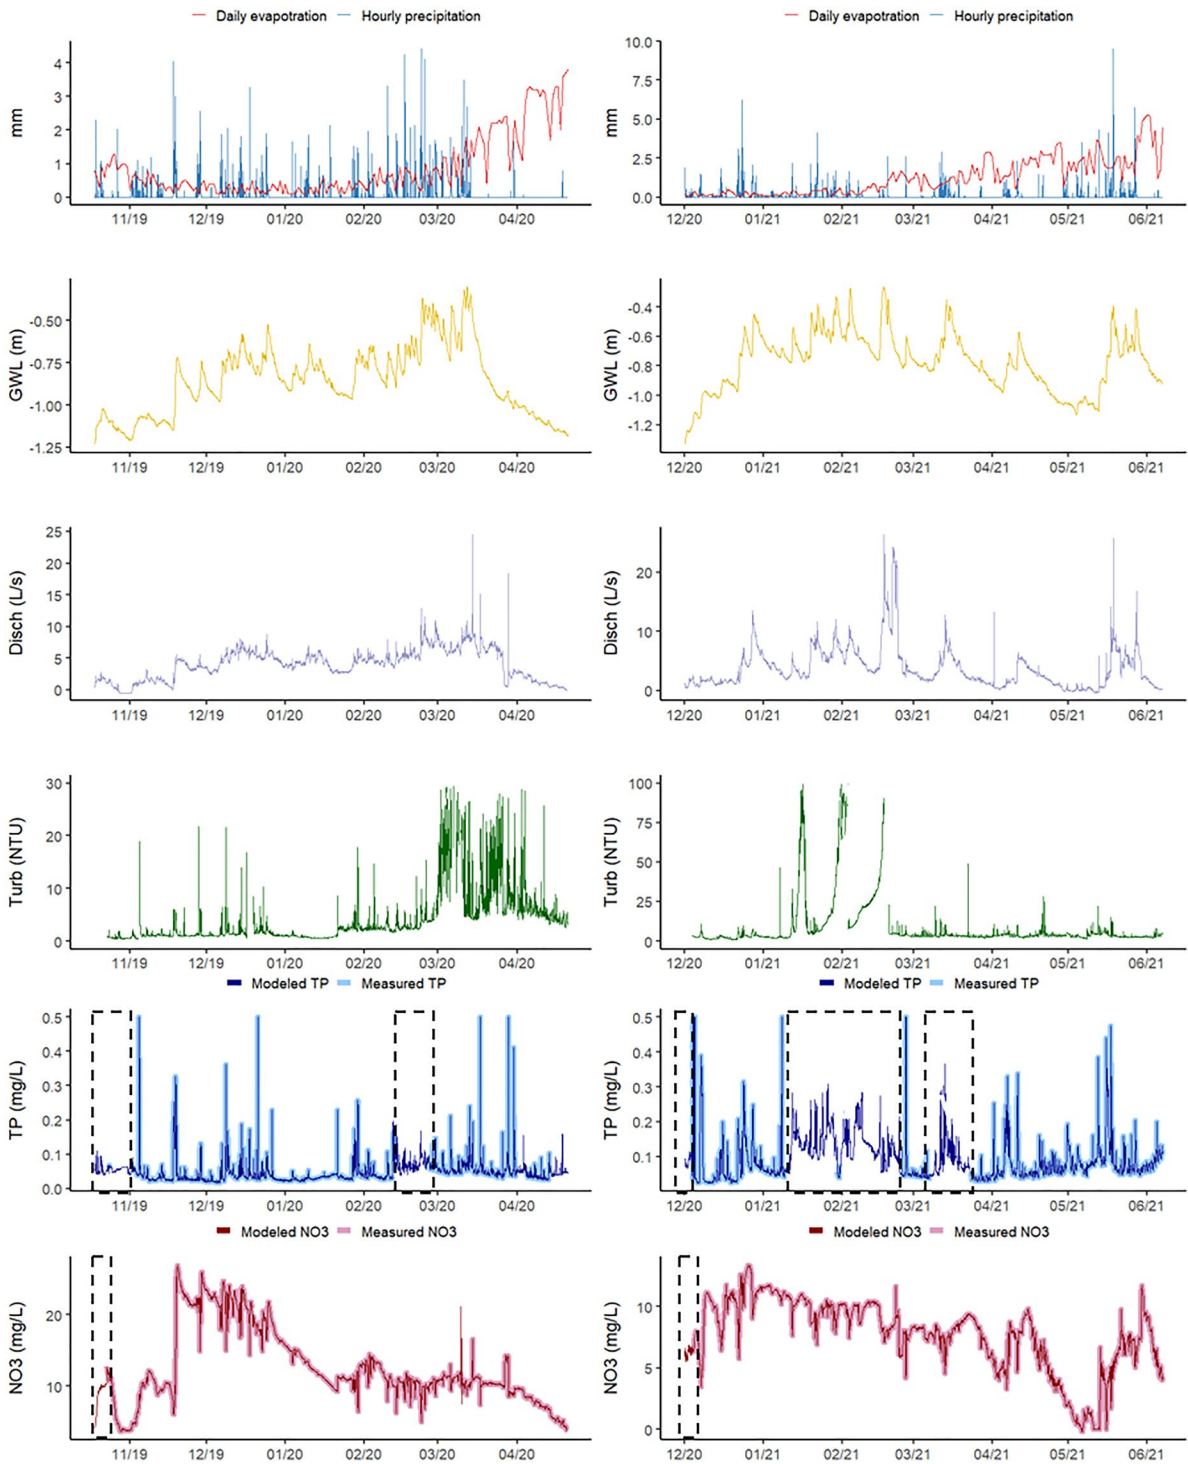 Daily evapotration Hourly precipitation
Daily evapotration Hourly precipitation
mm
4
3
2
1
0
11/19 12/19 01/20 02/20 03/20 04/20
mm
10.0
7.5
5.0
2.5
0.0
12/20 01/21 02/21 03/21 04/21 05/21 06/21
GWL (m)
-0.50
-0.75
-1.00
-1.25
11/19 12/19 01/20 02/20 03/20 04/20
GWL (m)
-0.4
-0.6
-0.8
-1.0
-1.2
12/20 01/21 02/21 03/21 04/21 05/21 06/21
Disch (L/s)
25
20
15
10
5
0
11/19 12/19 01/20 02/20 03/20 04/20
Disch (L/s)
20
10
0
12/20 01/21 02/21 03/21 04/21 05/21 06/21
Turb (NTU)
30
20
10
0
11/19 12/19 01/20 02/20 03/20 04/20
Turb (NTU)
100
75
50
25
0
12/20 01/21 02/21 03/21 04/21 05/21 06/21
Modeled TP Measured TP
Modeled TP Measured TP
TP (mg/L)
0.5
0.4
0.3
0.2
0.1
0.0
11/19 12/19 01/20 02/20 03/20 04/20
TP (mg/L)
0.5
0.4
0.3
0.2
0.1
12/20 01/21 02/21 03/21 04/21 05/21 06/21
Modeled NO3 Measured NO3
Modeled NO3 Measured NO3
NO3 (mg/L)
20
10
11/19 12/19 01/20 02/20 03/20 04/20
NO3 (mg/L)
10
5
0
12/20 01/21 02/21 03/21 04/21 05/21 06/21